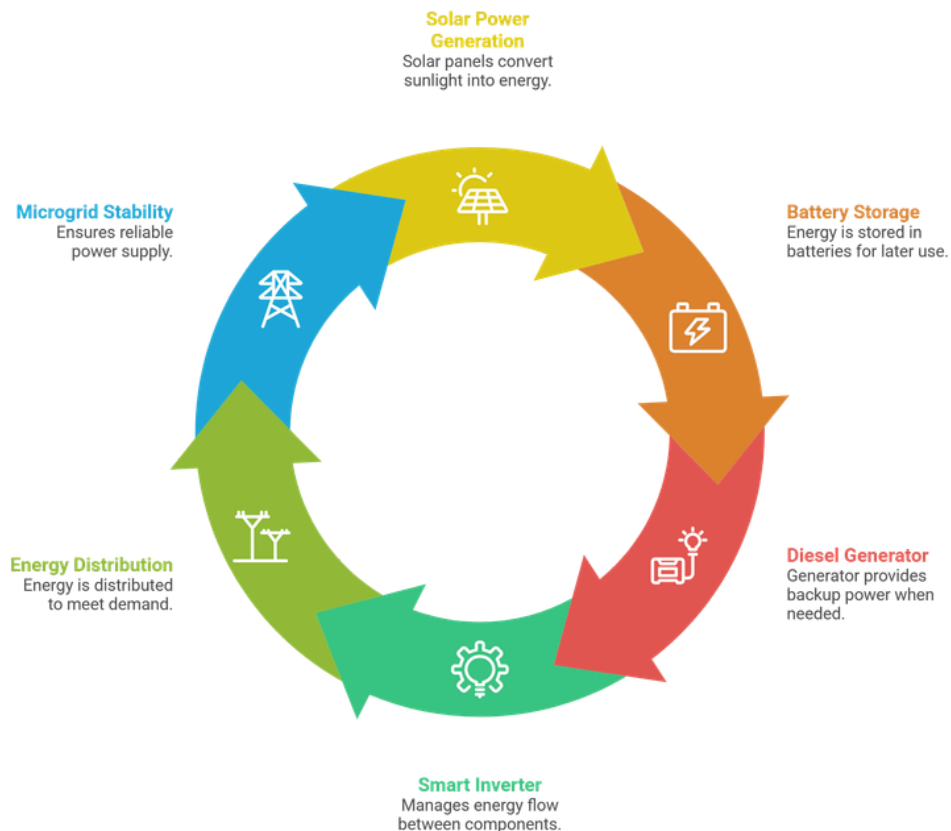 Solar Power
Generation
Solar panels convert
sunlight into energy.
Microgrid Stability
Ensures reliable
power supply.
Battery Storage
Energy is stored in
batteries for later use.
Energy Distribution
Energy is distributed
to meet demand.
Diesel Generator
Generator provides
backup power when
needed.
Smart Inverter
Manages energy flow
between components.